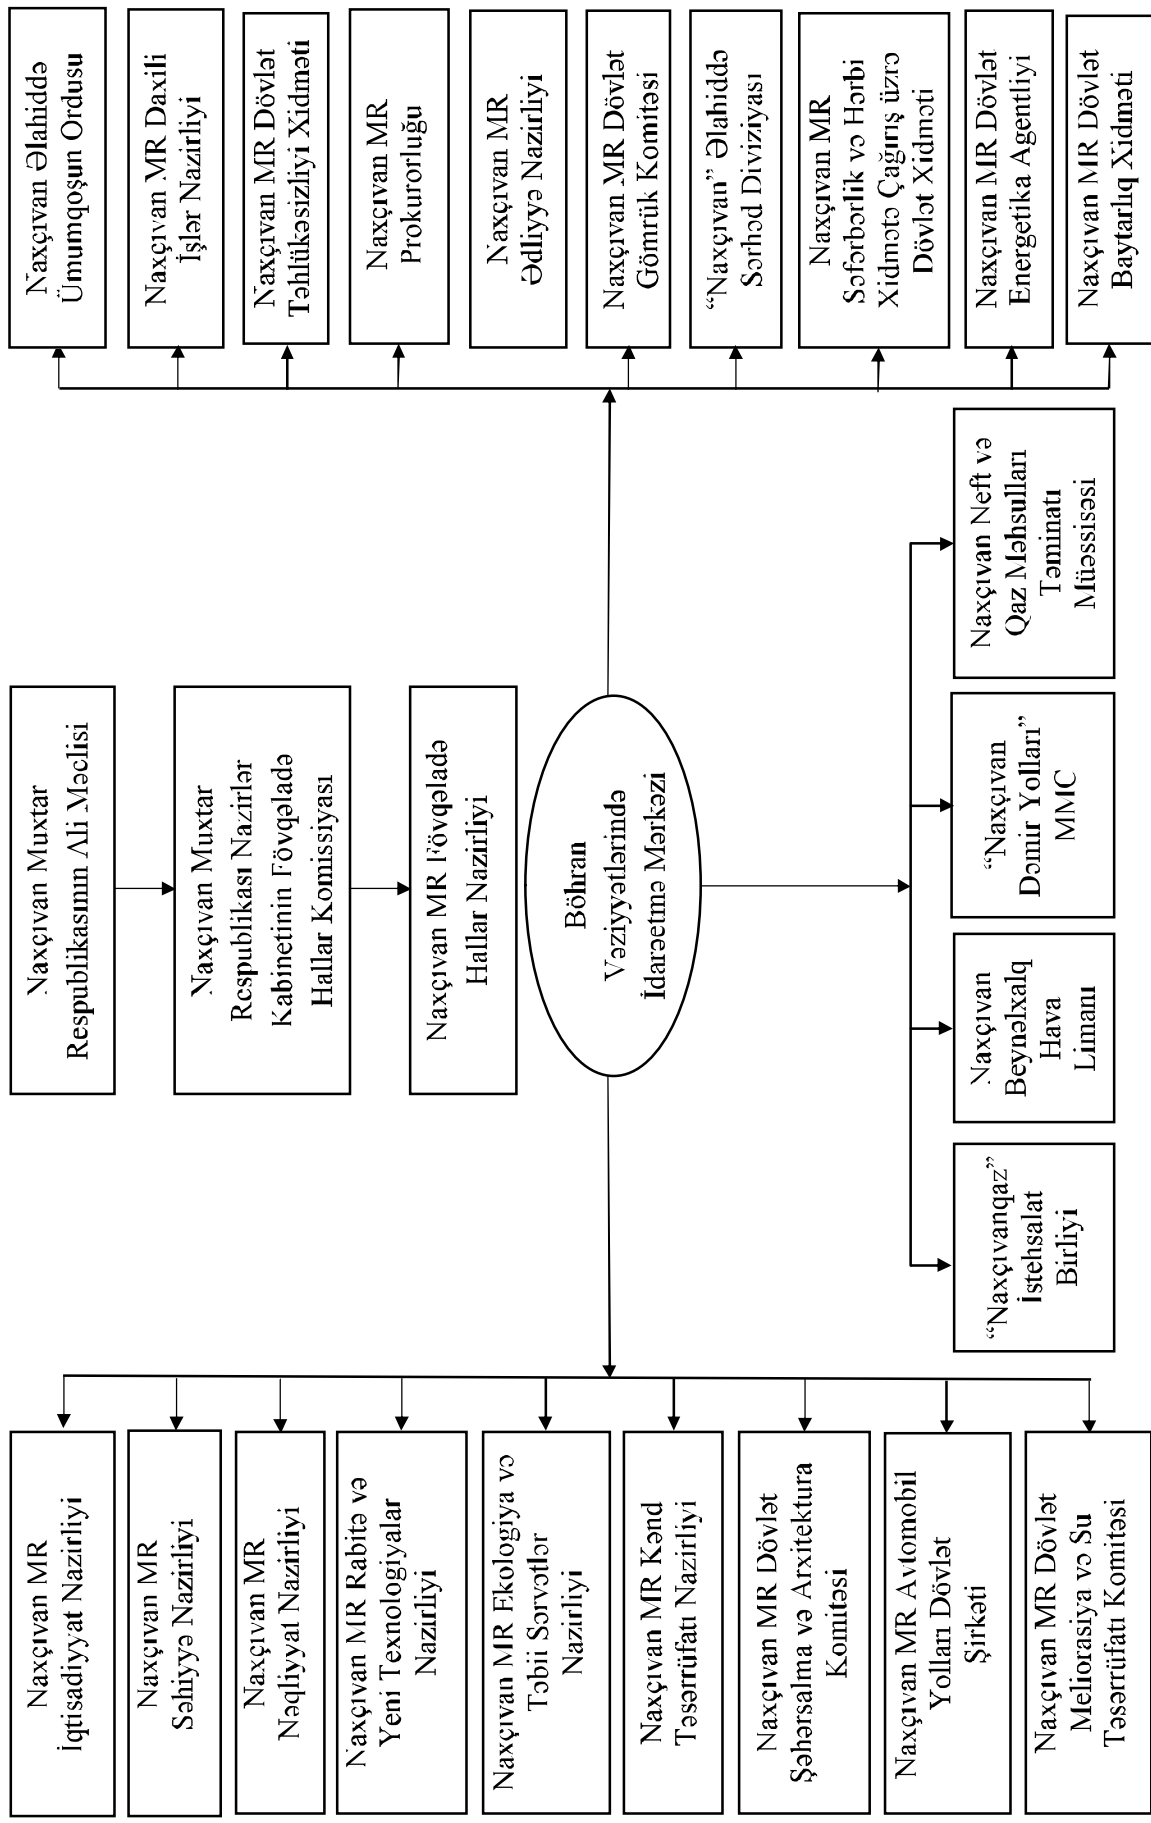 Naxçıvan Muxtar
Respublikasının Ali Məclisi
Naxçıvan Muxtar
Respublikası Nazirlər
Kabinetinin Fövqəladə
Hallar Komissiyası
Naxçıvan MR Fövqəladə
Hallar Nazirliyi
Böhran
Vəziyyətlərində
İdarəetmə Mərkəzi
Naxçıvan MR
İqtisadiyyat Nazirliyi
Naxçıvan MR
Səhiyyə Nazirliyi
Naxçıvan MR
Nəqliyyat Nazirliyi
Naxçıvan MR Rabitə və
Yeni Texnologiyalar
Nazirliyi
Naxçıvan MR Ekologiya və
Təbii Sərvətlər
Nazirliyi
Naxçıvan MR Kənd
Təsərrüfatı Nazirliyi
Naxçıvan MR Dövlət
Şəhərsalma və Arxitektura
Komitəsi
Naxçıvan MR Avtomobil
Yolları Dövlət
Şirkəti
Naxçıvan MR Dövlət
Meliorasiya və Su
Təsərrüfatı Komitəsi
“Naxçıvanqaz”
İstehsalat
Birliyi
Naxçıvan
Beynəlxalq
Hava
Limanı
“Naxçıvan
Dəmir Yolları”
MMC
Naxçıvan Neft və
Qaz Məhsulları
Təminatı
Müəssisəsi
Naxçıvan Əlahiddə
Ümumqoşun Ordusu
Naxçıvan MR Daxili
İşlər Nazirliyi
Naxçıvan MR Dövlət
Təhlükəsizliyi Xidməti
Naxçıvan MR
Prokurorluğu
Naxçıvan MR
Ədliyyə Nazirliyi
Naxçıvan MR Dövlət
Gömrük Komitəsi
“Naxçıvan” Əlahiddə
Sərhəd Diviziyası
Naxçıvan MR
Səfərbərlik və Hərbi
Xidmətə Çağırış üzrə
Dövlət Xidməti
Naxçıvan MR Dövlət
Energetika Agentliyi
Naxçıvan MR Dövlət
Baytarlıq Xidməti